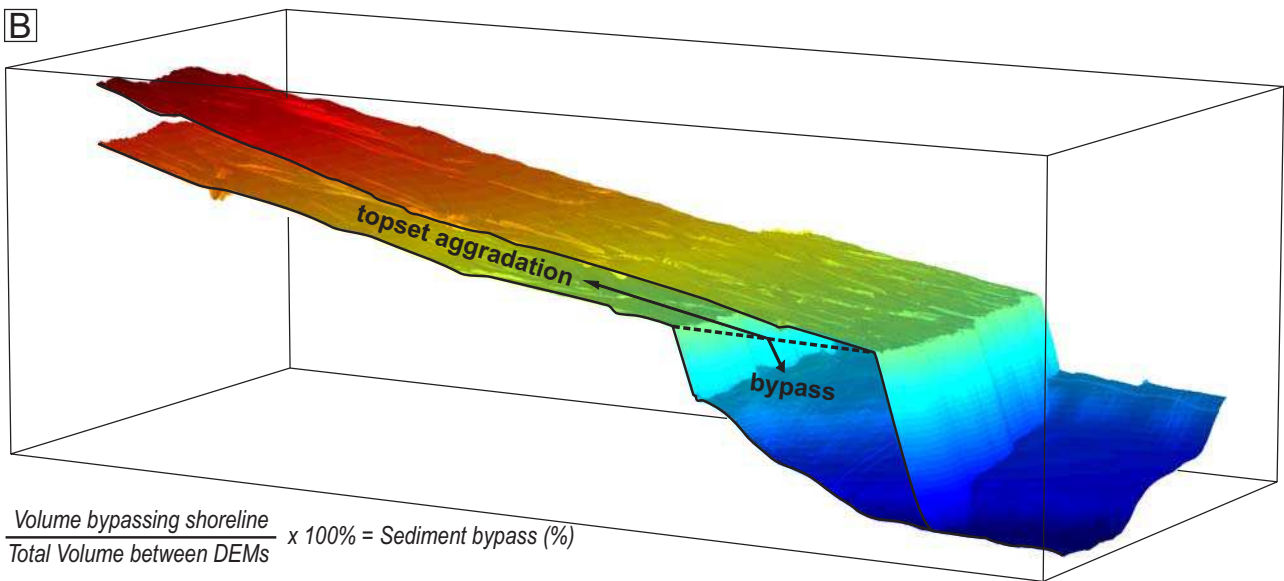 B
topset aggradation
bypass
Volume bypassing shoreline
Total Volume between DEMs
x 100% = Sediment bypass (%)